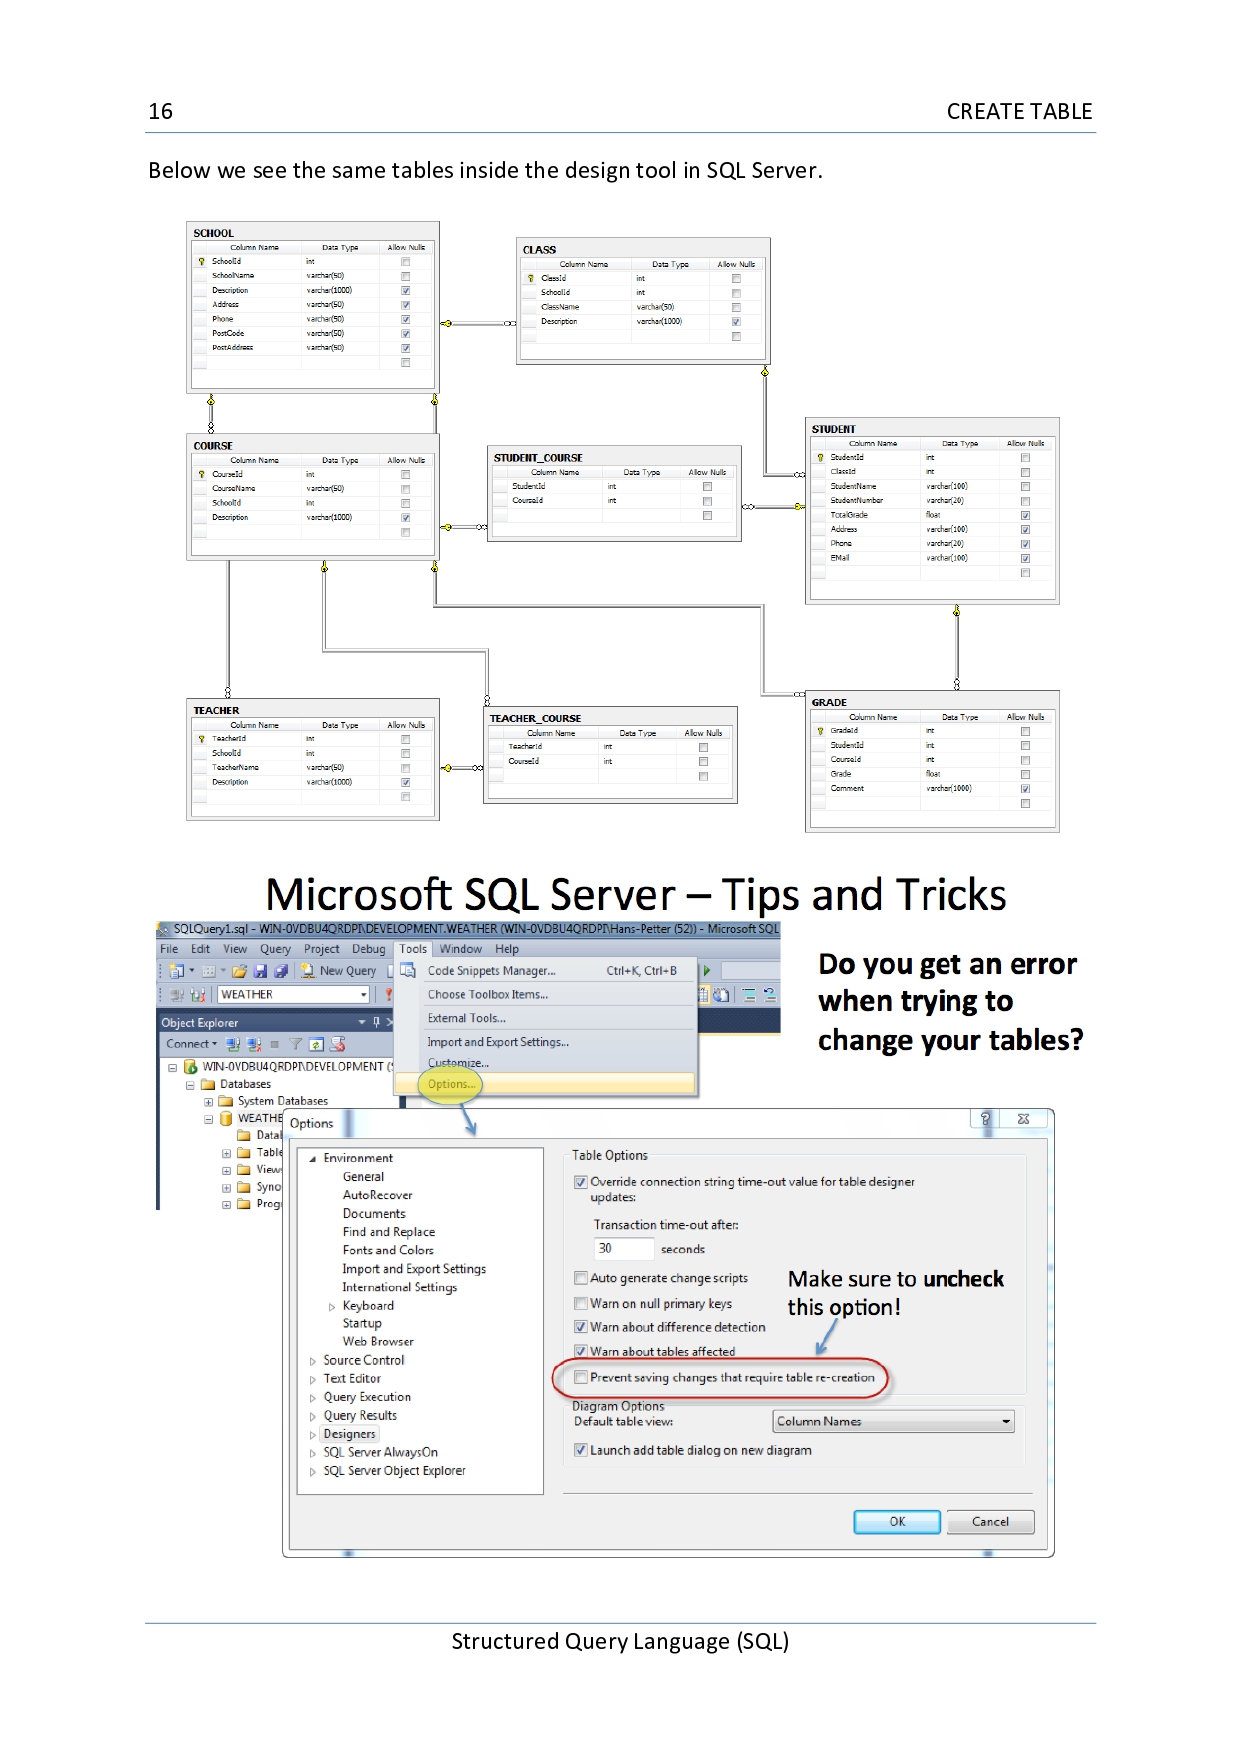 16 CREATE TABLE
Below we see the same tables inside the design tool in SQL Server.
SCHOOL
Column Name Data Type Allow Nulls
SchoolId int
SchoolName varchar(50)
Description varchar(1000)
Address varchar(50)
Phone varchar(50)
PostCode varchar(50)
PostAddress varchar(50)
CLASS
Column Name Data Type Allow Nulls
ClassId int
SchoolId int
ClassName varchar(50)
Description varchar(1000)
COURSE
Column Name Data Type Allow Nulls
CourseId int
CourseName varchar(50)
SchoolId int
Description varchar(1000)
STUDENT_COURSE
Column Name Data Type Allow Nulls
StudentId int
CourseId int
STUDENT
Column Name Data Type Allow Nulls
StudentId int
ClassId int
StudentName varchar(100)
StudentNumber varchar(20)
TotalGrade float
Address varchar(100)
Phone varchar(20)
EMail varchar(100)
TEACHER
Column Name Data Type Allow Nulls
TeacherId int
SchoolId int
TeacherName varchar(50)
Description varchar(1000)
TEACHER_COURSE
Column Name Data Type Allow Nulls
TeacherId int
CourseId int
GRADE
Column Name Data Type Allow Nulls
GradeId int
StudentId int
CourseId int
Grade float
Comment varchar(1000)
Microsoft SQL Server – Tips and Tricks
SQLQuery1.sql - WIN-0VDBU4QRDPI\DEVELOPMENT.WEATHER (WIN-0VDBU4QRDPI\Hans-Petter (52)) - Microsoft SQL
File Edit View Query Project Debug Tools Window Help
New Query
WEATHER
Code Snippets Manager... Ctrl+K, Ctrl+B
Choose Toolbox Items...
External Tools...
Import and Export Settings...
Customize...
Options...
Object Explorer
Connect
WIN-0VDBU4QRDPI\DEVELOPMENT (
Databases
System Databases
WEATHE
Datal
Table
View
Syno
Prog
Do you get an error
when trying to
change your tables?
Options
Environment
General
AutoRecover
Documents
Find and Replace
Fonts and Colors
Import and Export Settings
International Settings
Keyboard
Startup
Web Browser
Source Control
Text Editor
Query Execution
Query Results
Designers
SQL Server AlwaysOn
SQL Server Object Explorer
Table Options
Override connection string time-out value for table designer
updates:
Transaction time-out after:
30 seconds
Auto generate change scripts
Warn on null primary keys
Warn about difference detection
Warn about tables affected
Prevent saving changes that require table re-creation
Make sure to uncheck
this option!
Diagram Options
Default table view: Column Names
Launch add table dialog on new diagram
OK Cancel
Structured Query Language (SQL)